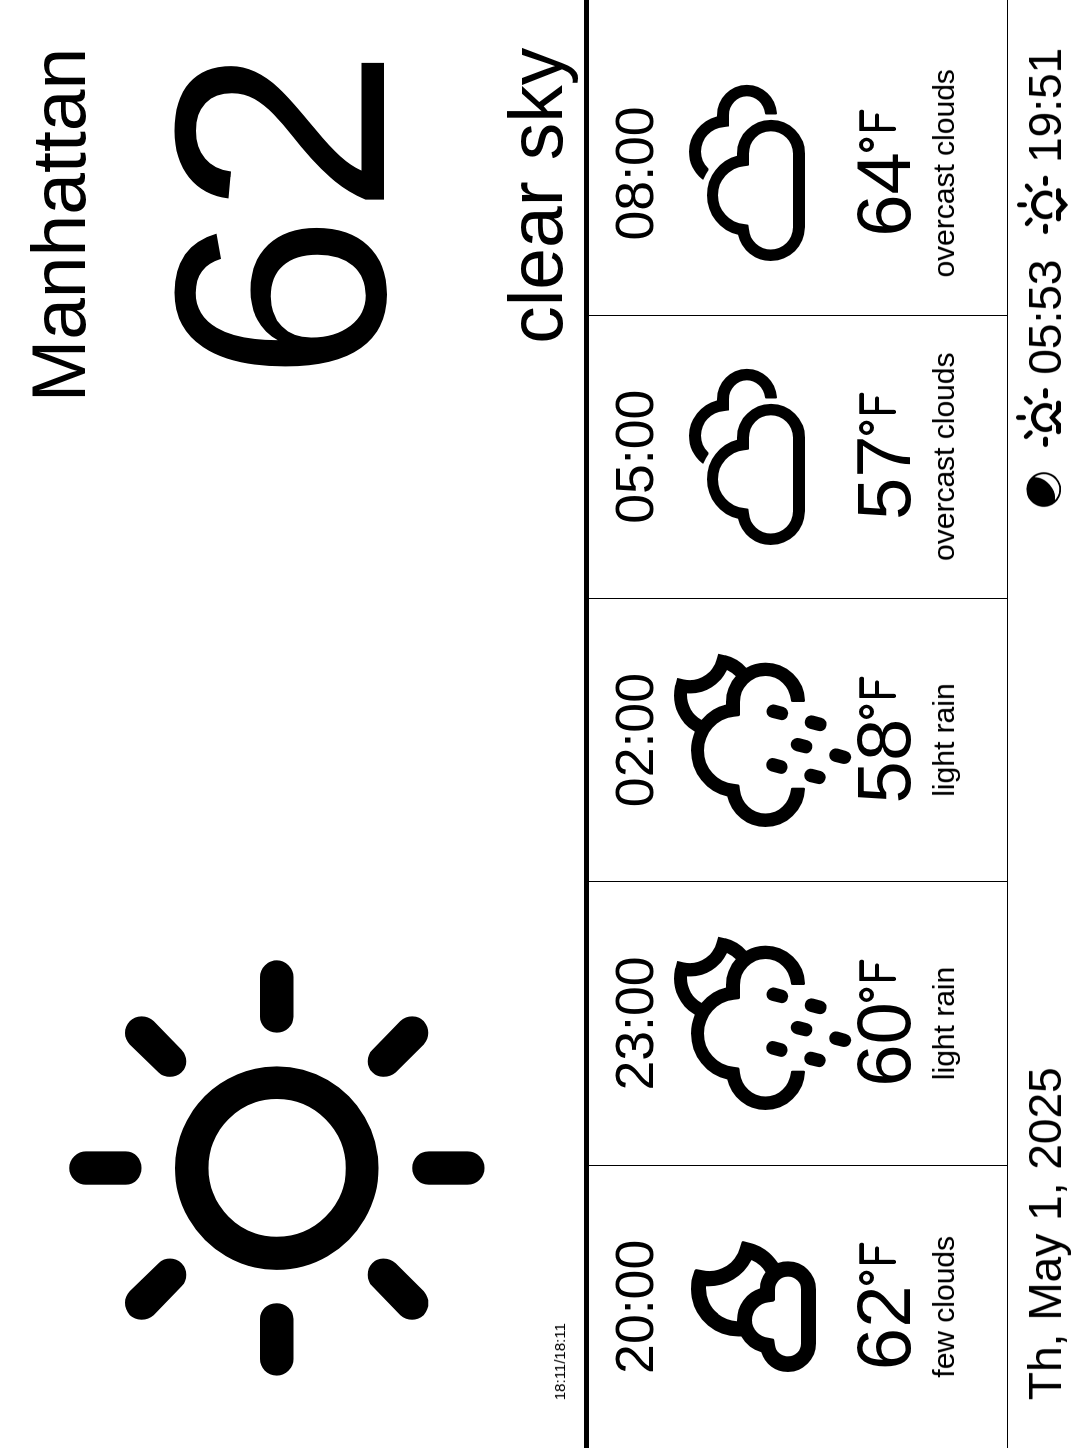 Manhattan
62
clear sky
18:11/18:11
20:00
62°F
few clouds
23:00
60°F
light rain
02:00
58°F
light rain
05:00
57°F
overcast clouds
08:00
64°F
overcast clouds
Th, May 1, 2025 05:53 19:51